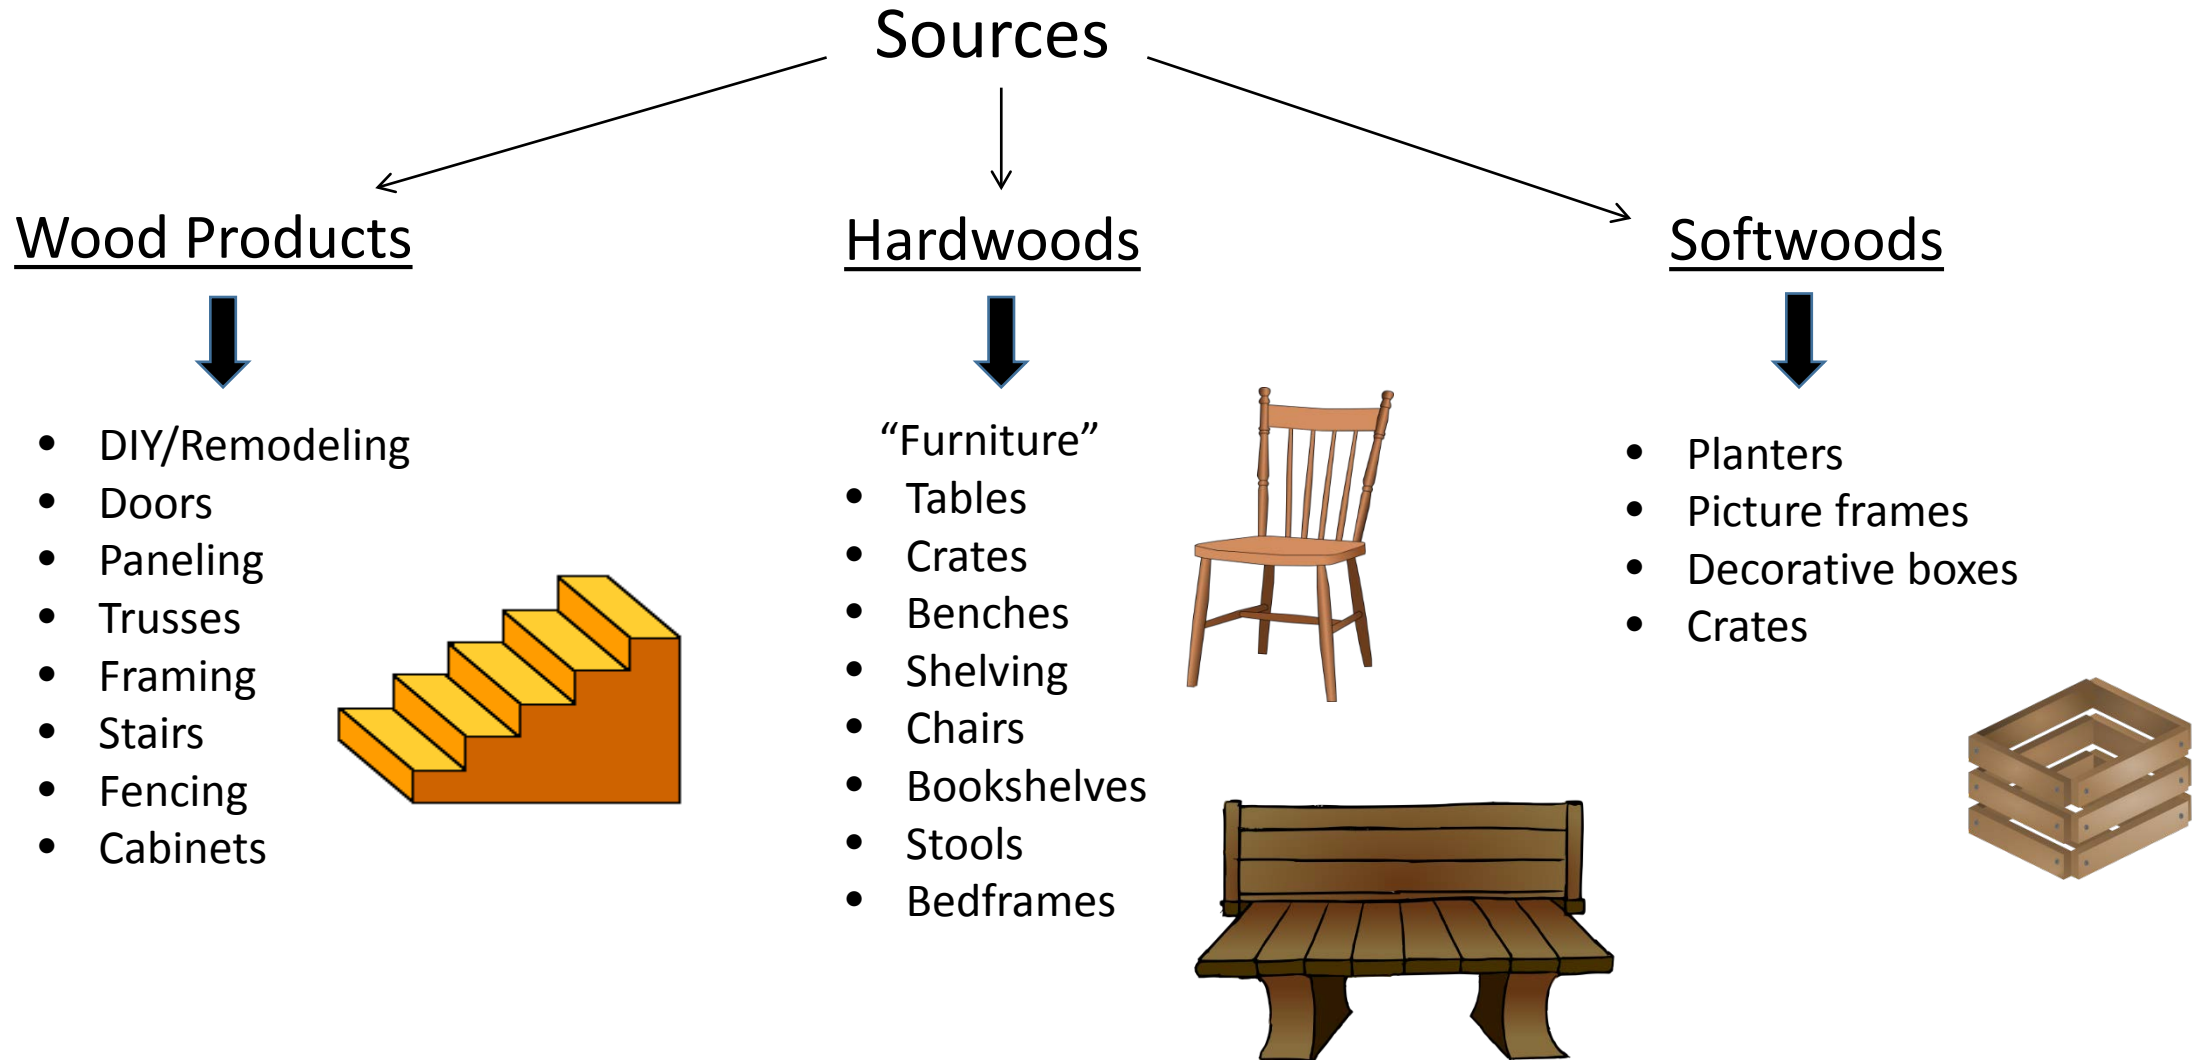 Sources
Wood Products
• DIY/Remodeling
• Doors
• Paneling
• Trusses
• Framing
• Stairs
• Fencing
• Cabinets
Hardwoods
“Furniture”
• Tables
• Crates
• Benches
• Shelving
• Chairs
• Bookshelves
• Stools
• Bedframes
Softwoods
• Planters
• Picture frames
• Decorative boxes
• Crates